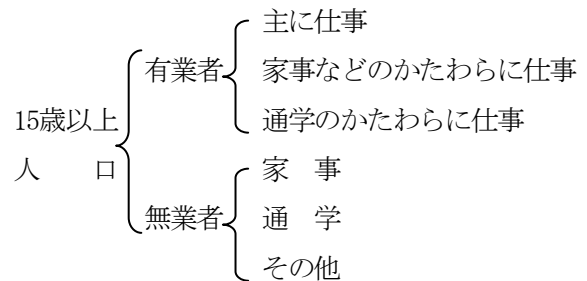 主に仕事
有業者 家事などのかたわらに仕事
15歳以上 通学のかたわらに仕事
人口 家事
無業者 通学
その他